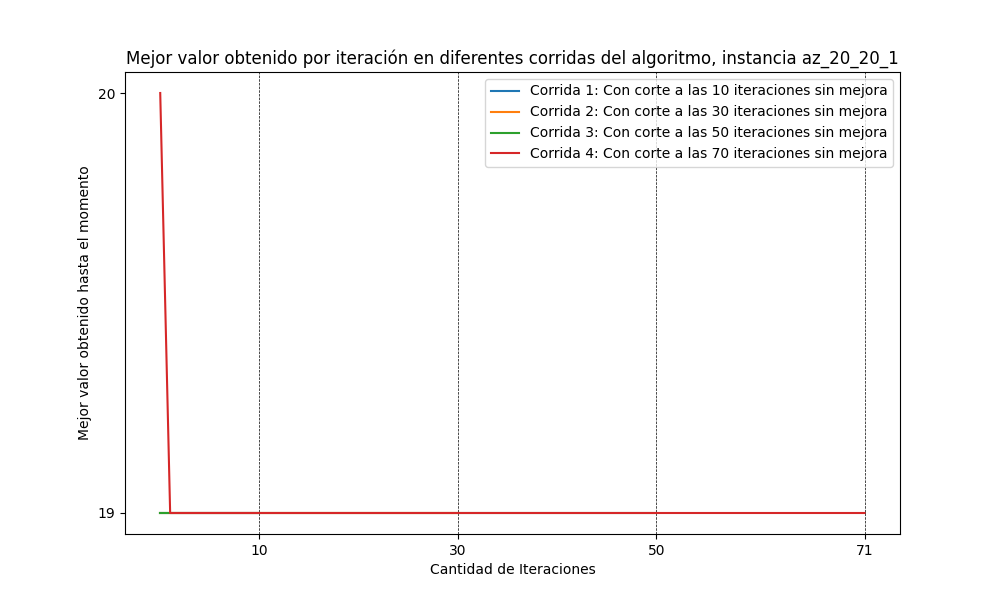 Mejor valor obtenido por iteración en diferentes corridas del algoritmo, instancia az_20_20_1
Corrida 1: Con corte a las 10 iteraciones sin mejora
Corrida 2: Con corte a las 30 iteraciones sin mejora
Corrida 3: Con corte a las 50 iteraciones sin mejora
Corrida 4: Con corte a las 70 iteraciones sin mejora
Mejor valor obtenido hasta el momento
20
19
10
30
50
71
Cantidad de Iteraciones